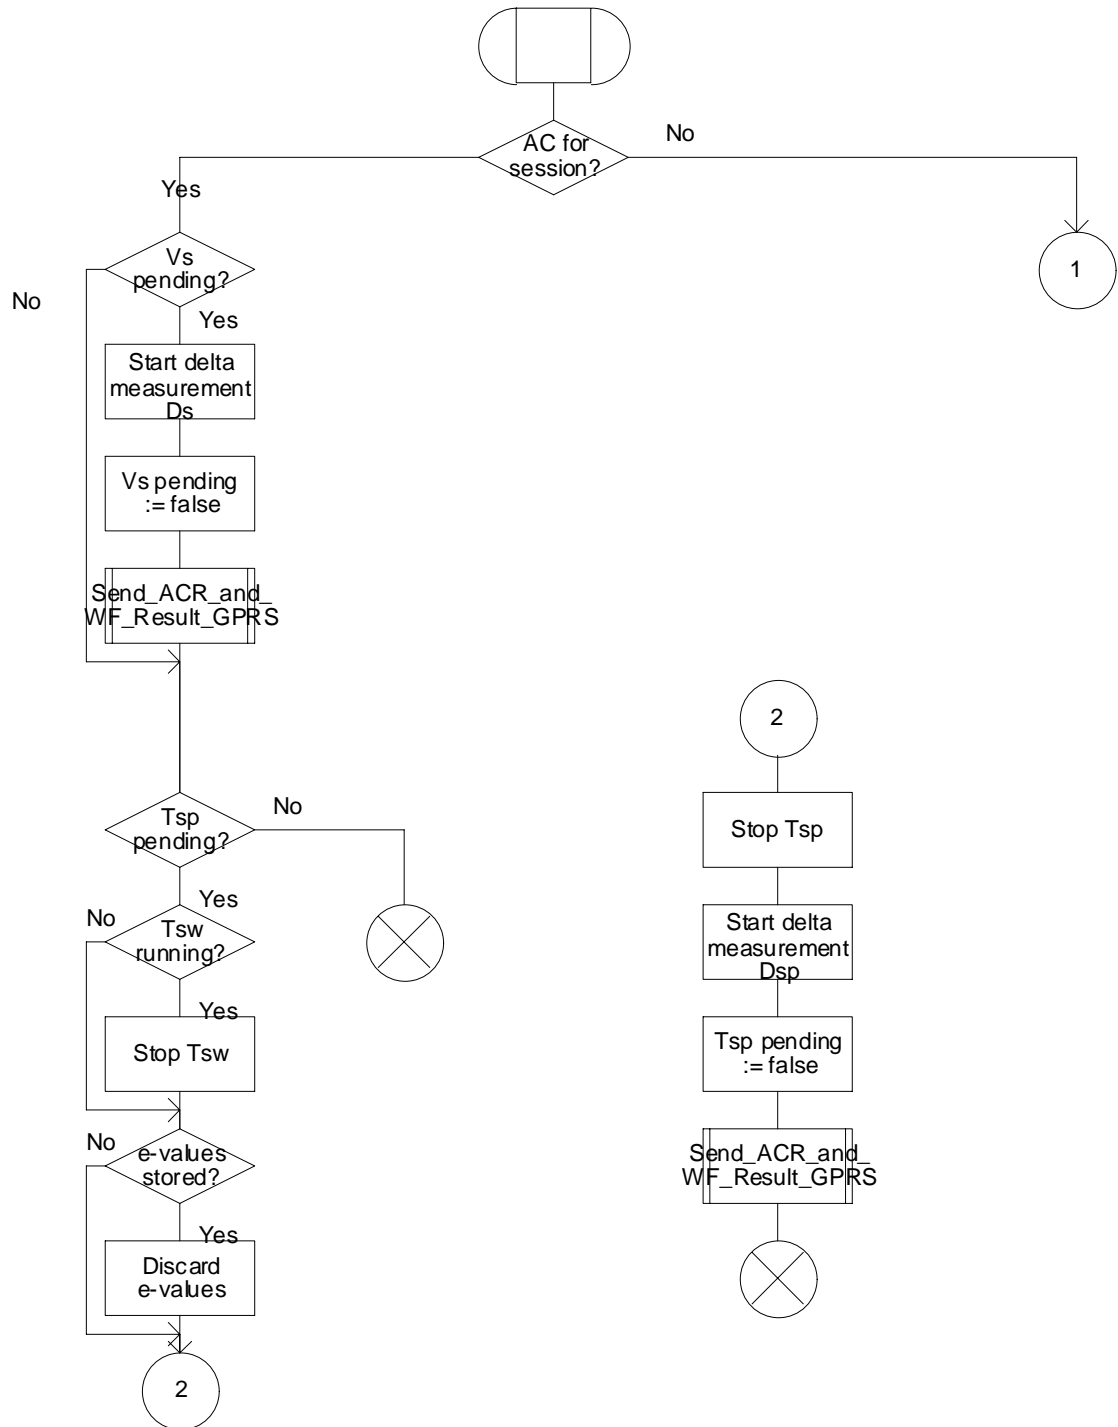 AC for
session?
No
Yes
Vs
pending?
1
No
Yes
Start delta
measurement
Ds
Vs pending
:= false
Send_ACR_and_
WF_Result_GPRS
Tsp
pending?
No
Yes
No
Tsw
running?
Yes
Stop Tsw
No
e-values
stored?
Yes
Discard
e-values
2
2
Stop Tsp
Start delta
measurement
Dsp
Tsp pending
:= false
Send_ACR_and_
WF_Result_GPRS